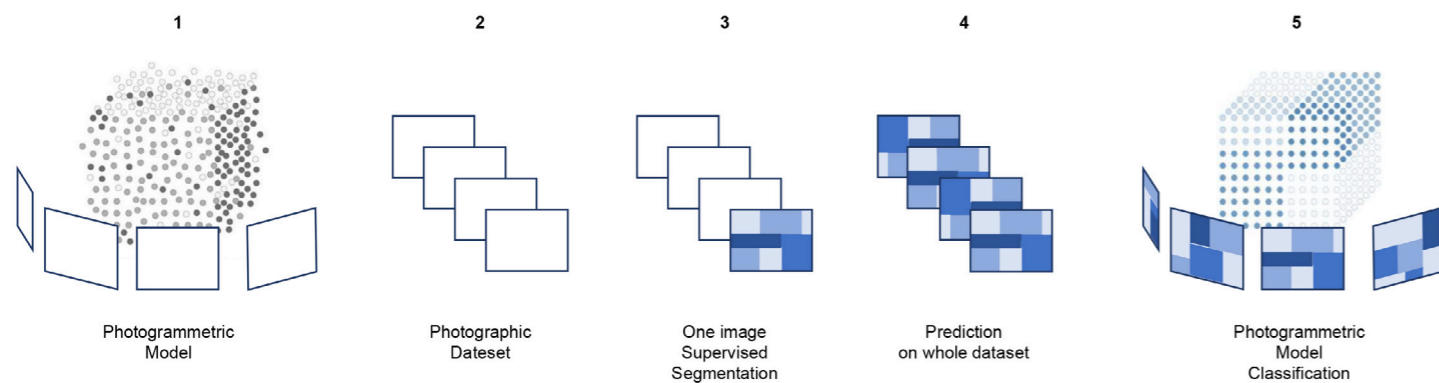 1
2
3
4
5
Photogrammetric
Model
Photographic
Dateset
One image
Supervised
Segmentation
Prediction
on whole dataset
Photogrammetric
Model
Classification